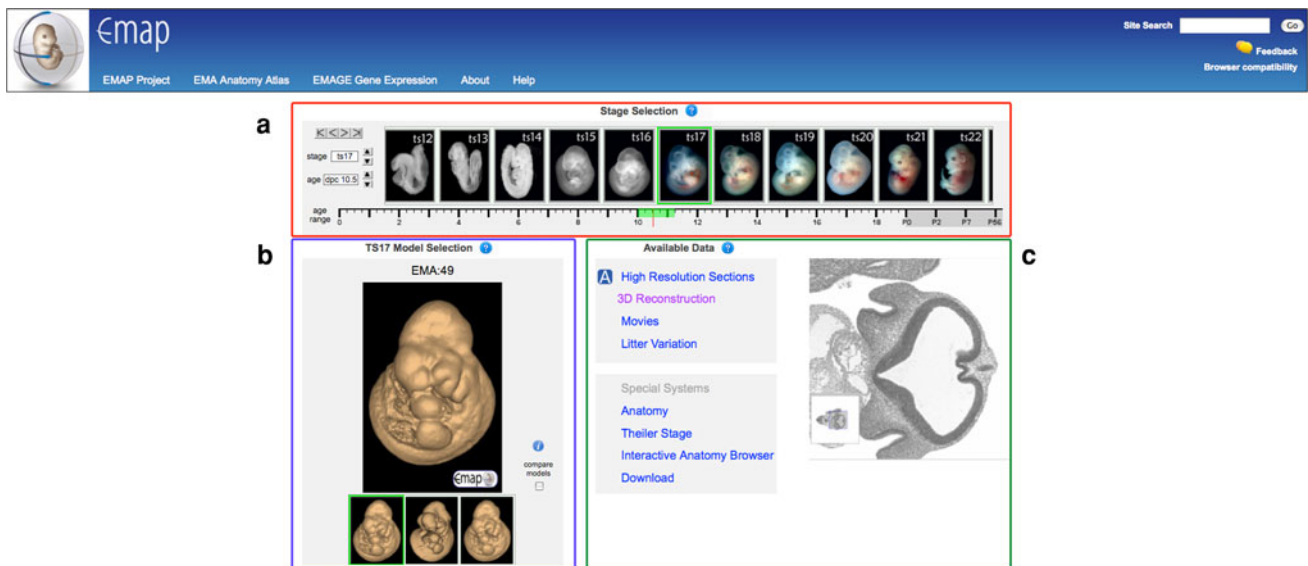 Emap
Site Search Go
Feedback
Browser compatibility
EMAP Project EMA Anatomy Atlas EMAGE Gene Expression About Help
a
Stage Selection ?
ts12 ts13 ts14 ts15 ts16 ts17 ts18 ts19 ts20 ts21 ts22
stage ts17
age dpc 10.5
age range 0 2 4 6 8 10 12 14 16 18 P0 P2 P7 P56
b
TS17 Model Selection ?
EMA:49
Emap
i
compare
models
c
Available Data ?
A High Resolution Sections
3D Reconstruction
Movies
Litter Variation
Special Systems
Anatomy
Theiler Stage
Interactive Anatomy Browser
Download